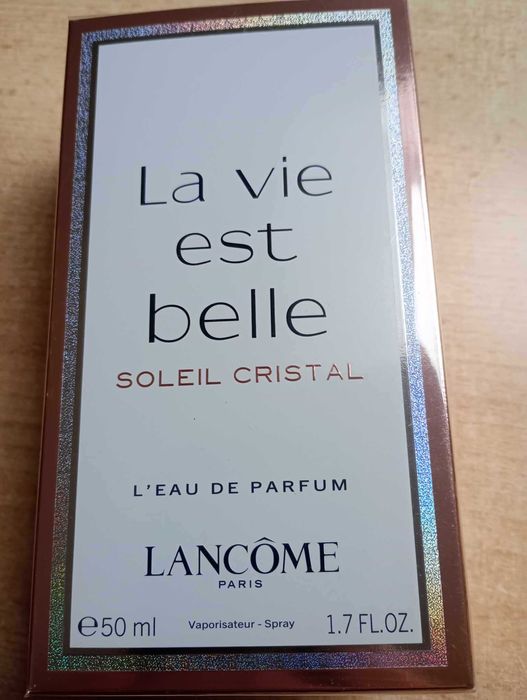 La vie
est
belle
SOLEIL CRISTAL
L'EAU DE PARFUM
LANCÔME
PARIS
℮50 ml Vaporisateur - Spray 1.7 FL.OZ.